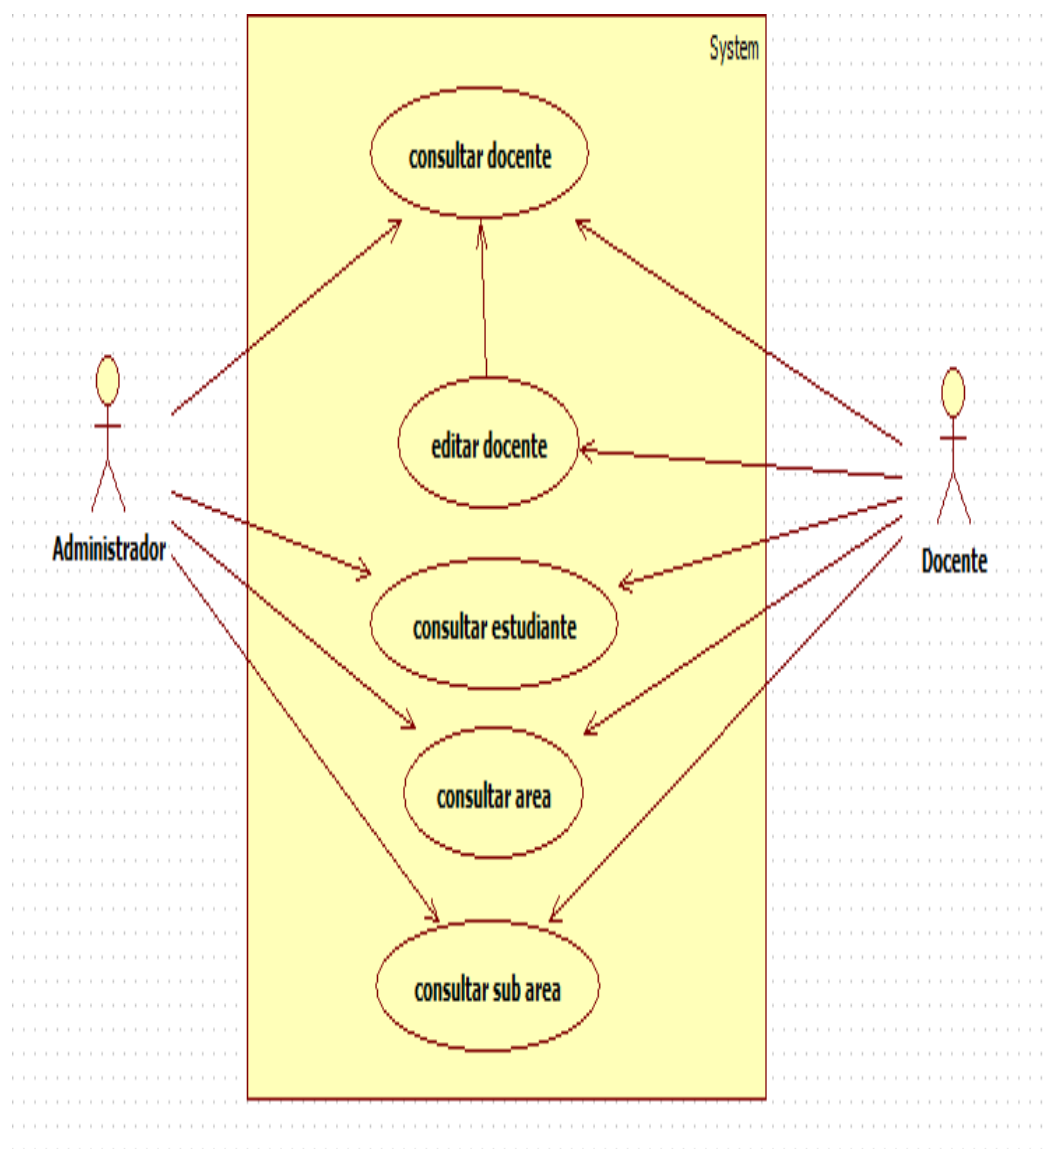 System
consultar docente
editar docente
Administrador
Docente
consultar estudiante
consultar area
consultar sub area